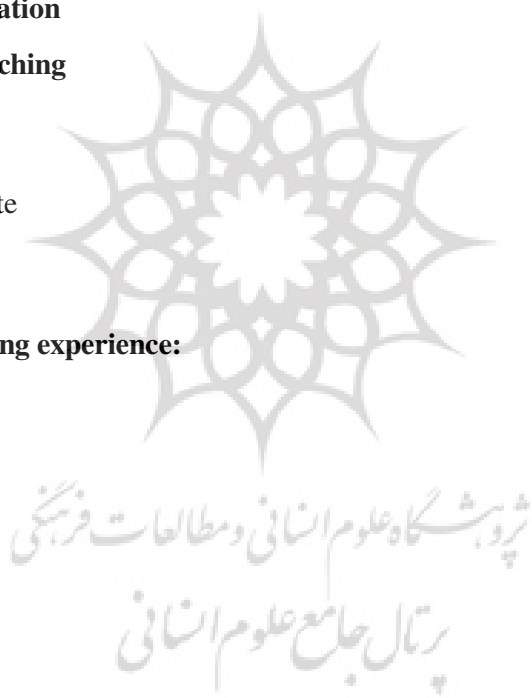 ation
ching
te
ng experience:
پژوهشگاه علوم انسانی و مطالعات فرهنگی
پرتال جامع علوم انسانی